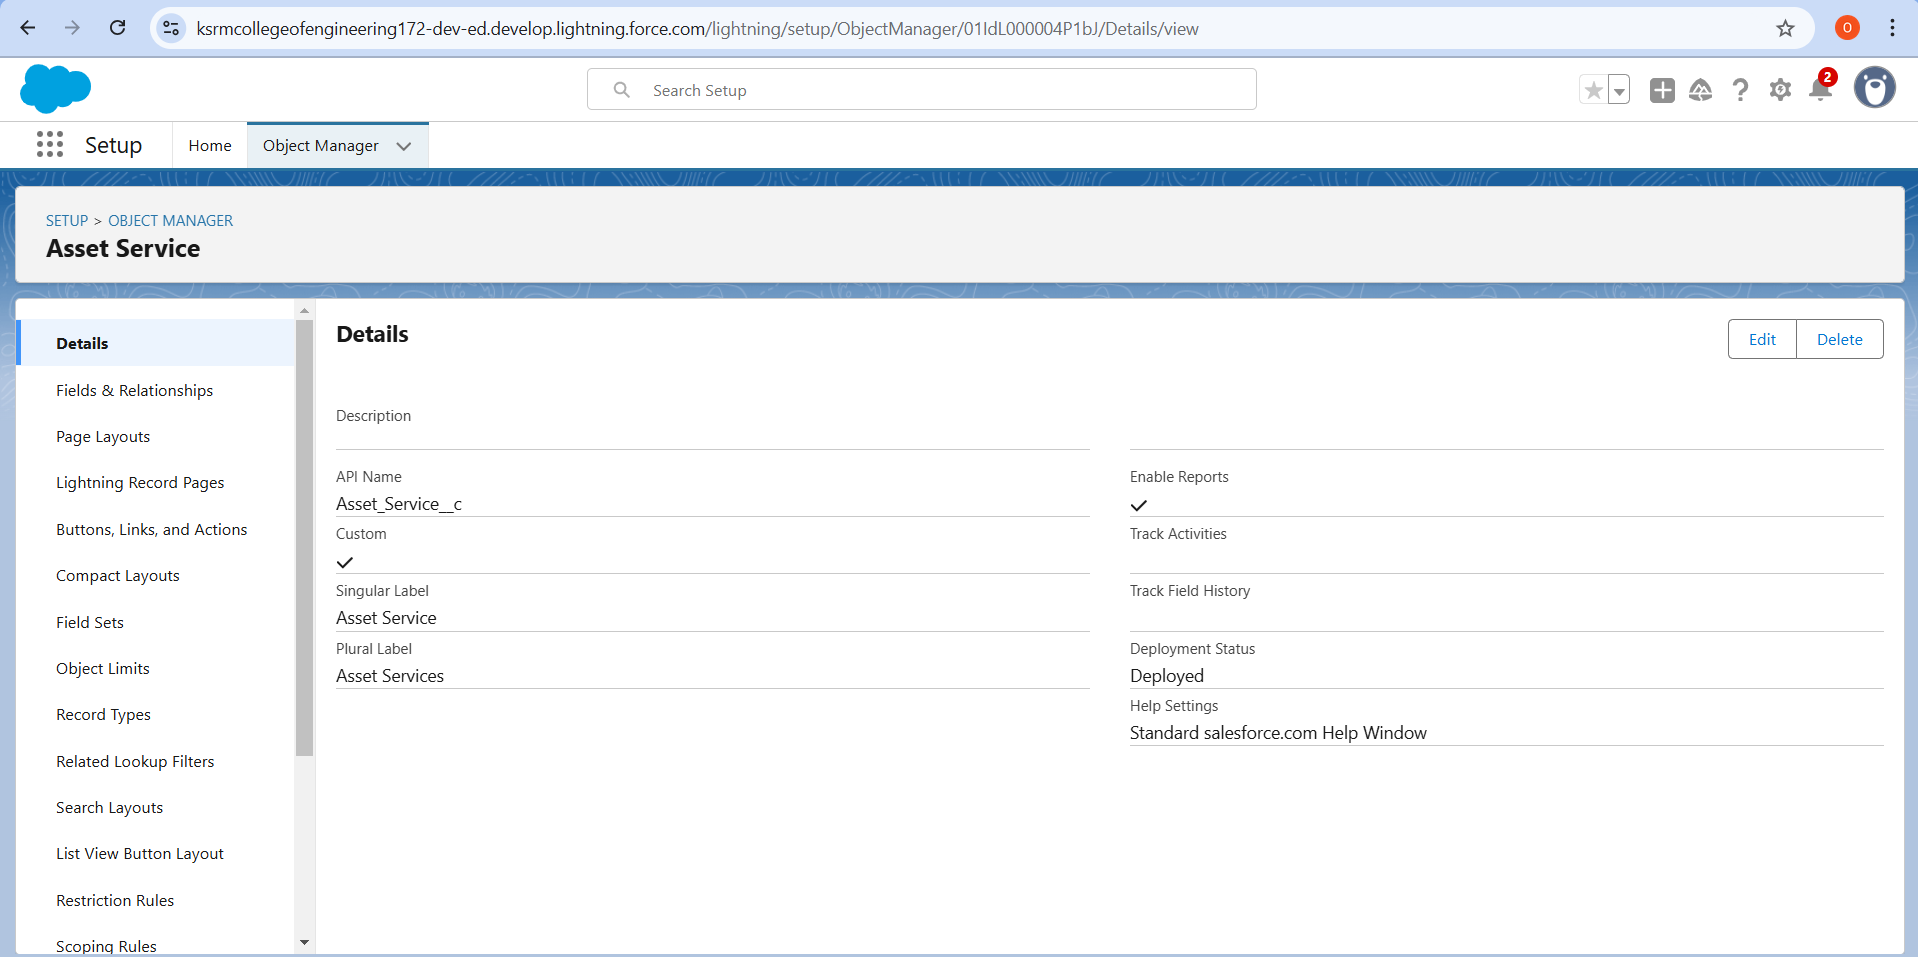 ksrmcollegeofengineering172-dev-ed.develop.lightning.force.com/lightning/setup/ObjectManager/01IdL000004P1bJ/Details/view
O
Search Setup
2
Setup
Home
Object Manager
SETUP > OBJECT MANAGER
Asset Service
Details
Fields & Relationships
Page Layouts
Lightning Record Pages
Buttons, Links, and Actions
Compact Layouts
Field Sets
Object Limits
Record Types
Related Lookup Filters
Search Layouts
List View Button Layout
Restriction Rules
Scoping Rules
Details
Edit
Delete
Description
API Name
Asset_Service__c
Custom
Singular Label
Asset Service
Plural Label
Asset Services
Enable Reports
Track Activities
Track Field History
Deployment Status
Deployed
Help Settings
Standard salesforce.com Help Window